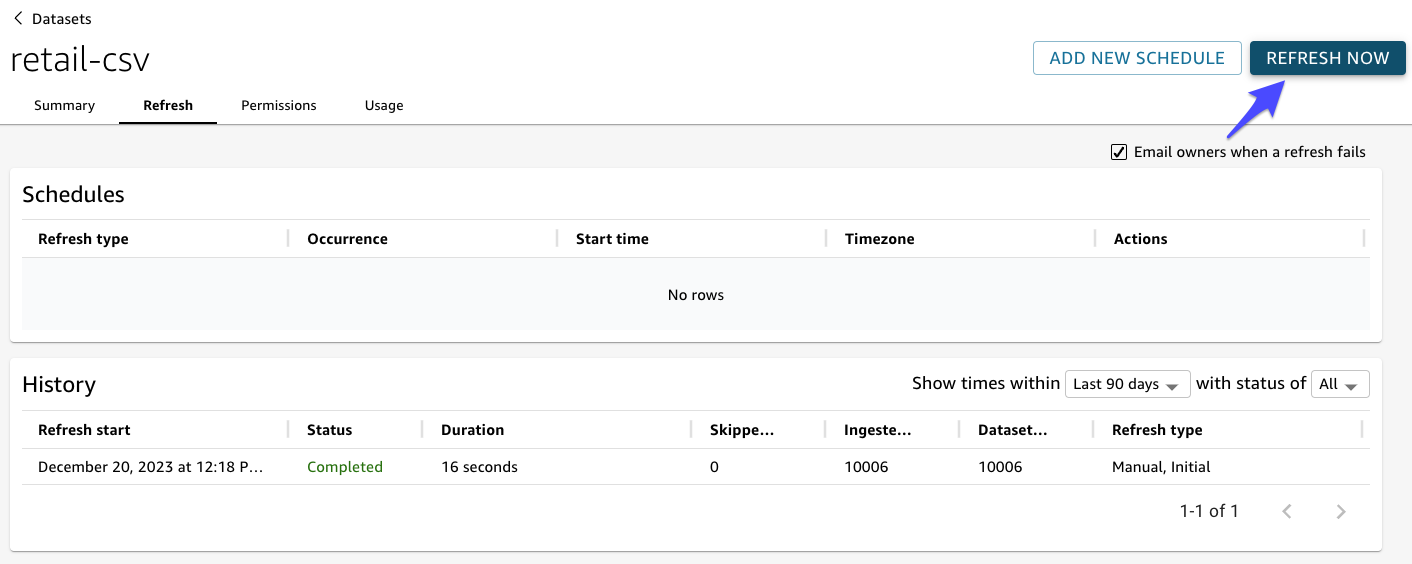 Datasets
retail-csv
ADD NEW SCHEDULE REFRESH NOW
Summary Refresh Permissions Usage
Email owners when a refresh fails
Schedules
Refresh type Occurrence Start time Timezone Actions
No rows
History Show times within Last 90 days with status of All
Refresh start Status Duration Skippe... Ingeste... Dataset... Refresh type
December 20, 2023 at 12:18 P... Completed 16 seconds 0 10006 10006 Manual, Initial
1-1 of 1